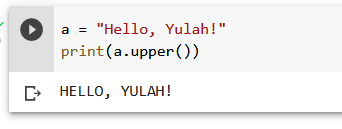 a = "Hello, Yulah!"
print(a.upper())
HELLO, YULAH!